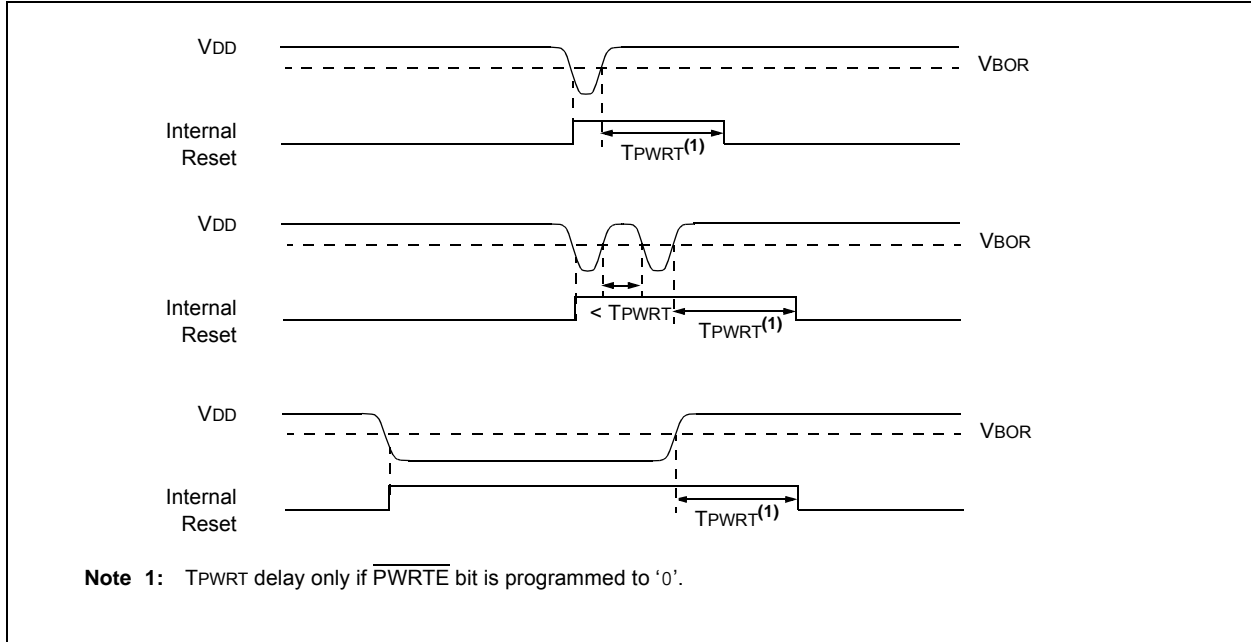 VDD
VBOR
Internal
Reset
TPWRT(1)
VDD
VBOR
Internal
Reset
< TPWRT
TPWRT(1)
VDD
VBOR
Internal
Reset
TPWRT(1)
Note 1: TPWRT delay only if P̅W̅R̅T̅E̅ bit is programmed to ‘0’.